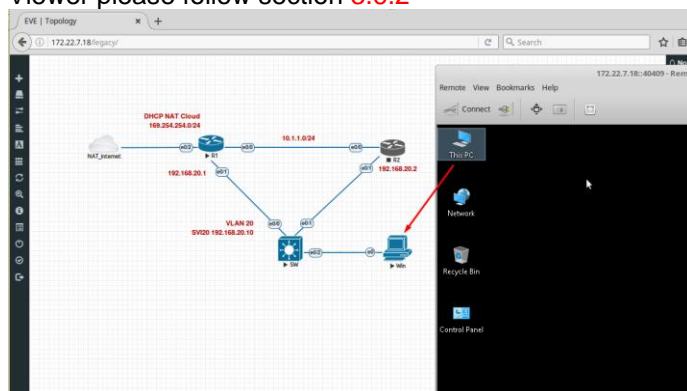 EVE | Topology
172.22.7.18/legacy/
Search
172.22.7.18::40409 - Rem
Remote View Bookmarks Help
Connect
DHCP NAT Cloud
169.254.254.0/24
NAT_Internet
e0/2
R1
e0/0
10.1.1.0/24
e0/0
R2
192.168.20.1
e0/1
e0/1
192.168.20.2
VLAN 20
SVI20 192.168.20.10
e0/0
e0/1
SW
e0/2
e0
Win
This PC
Network
Recycle Bin
Control Panel